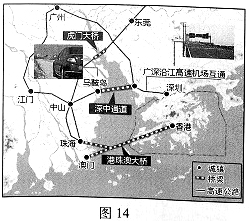 广州
东莞
虎门大桥
马鞍岛
广深沿江高速机场互通
江门
中山
深中通道
深圳
珠海
香港
澳门
港珠澳大桥
城镇
桥梁
高速公路
图14